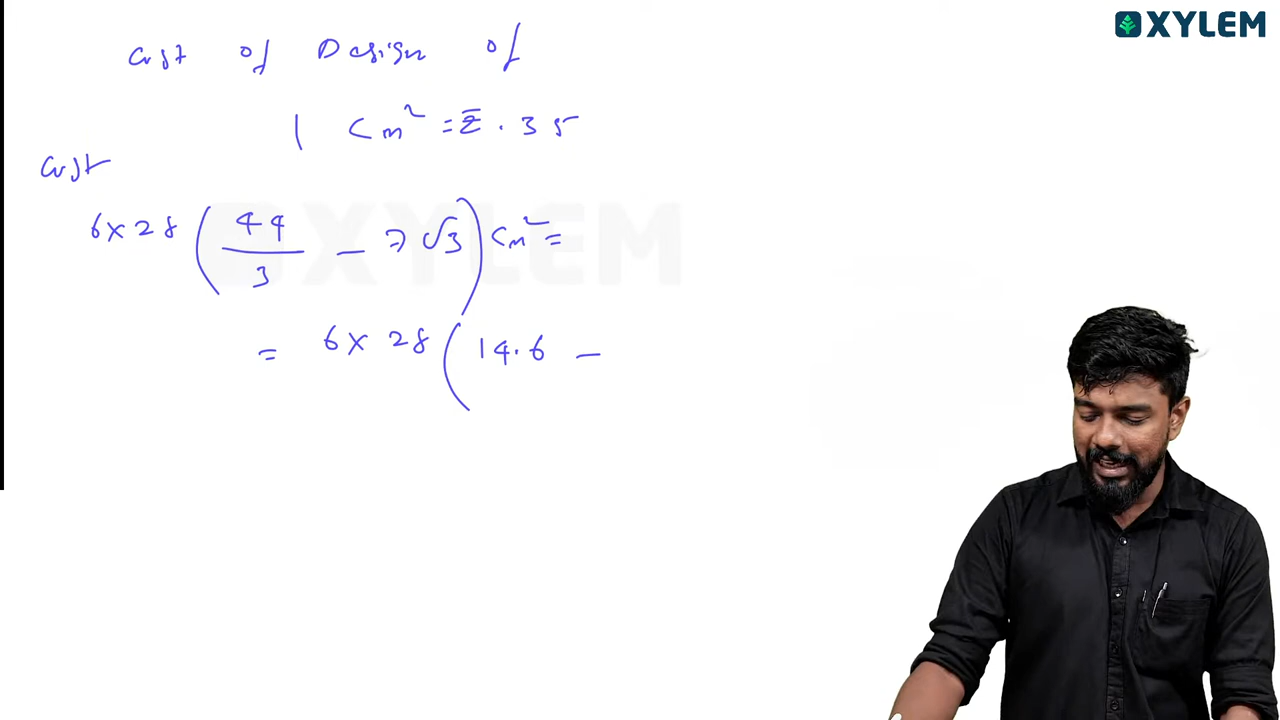 XYLEM
Cost of Design of
1 Cm² = ₹ . 35
Cost
6 x 28 ( 44/3 - 7 √3 ) Cm² =
= 6 x 28 ( 14.6 -
XYLEM